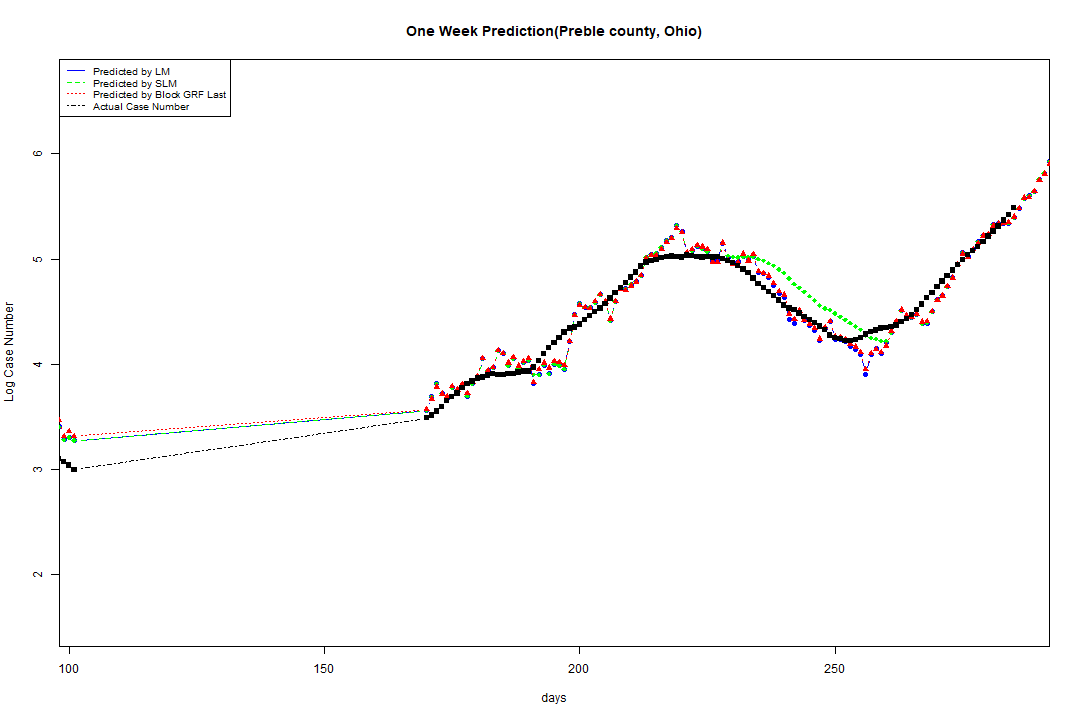 One Week Prediction(Preble county, Ohio)
Predicted by LM
Predicted by SLM
Predicted by Block GRF Last
Actual Case Number
6
5
4
3
2
Log Case Number
100 150 200 250
days